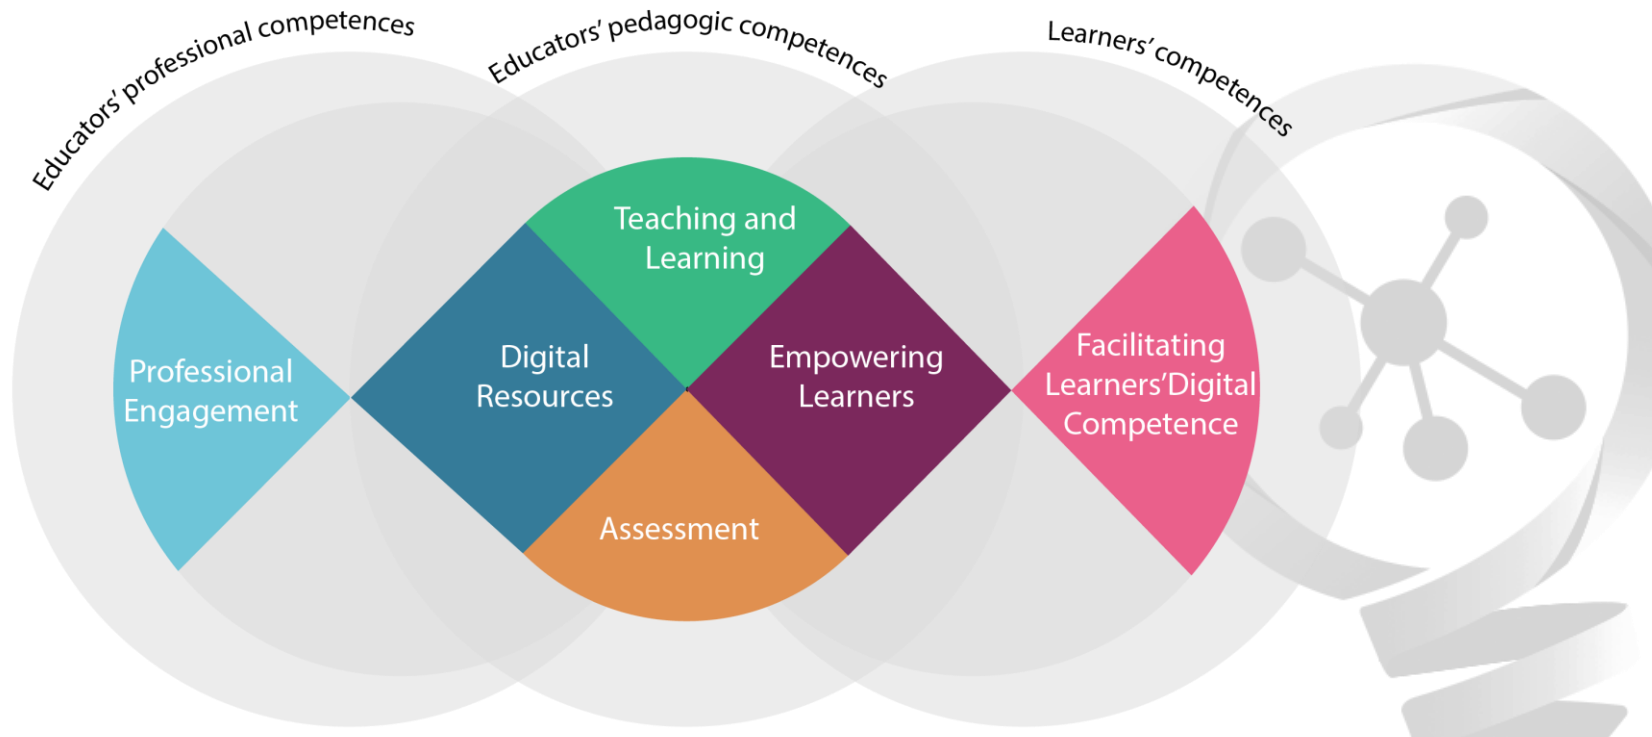 Educators' professional competences
Educators' pedagogic competences
Learners' competences
Teaching and
Learning
Professional
Engagement
Digital
Resources
Empowering
Learners
Facilitating
Learners'Digital
Competence
Assessment